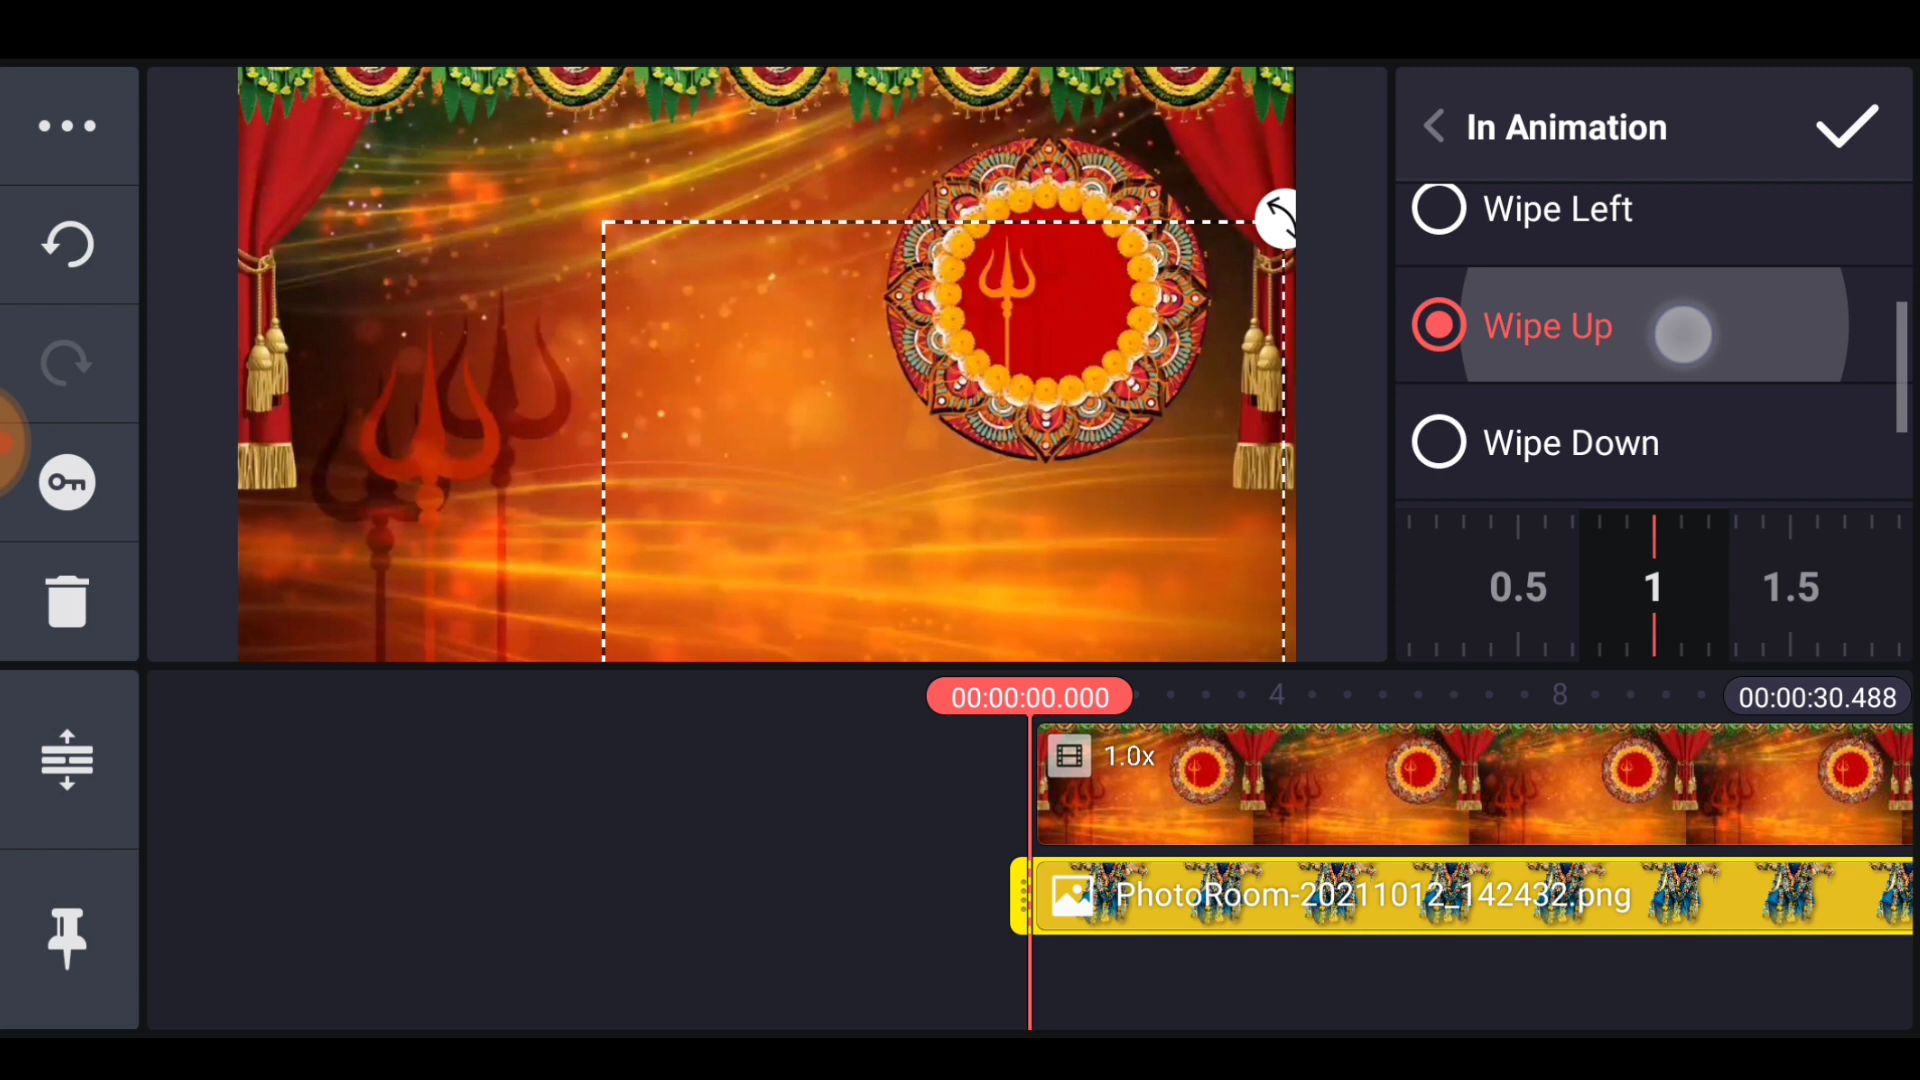 In Animation
Wipe Left
Wipe Up
Wipe Down
0.5 1 1.5
00:00:00.000 4 8 00:00:30.488
1.0x
PhotoRoom-20211012_142432.png